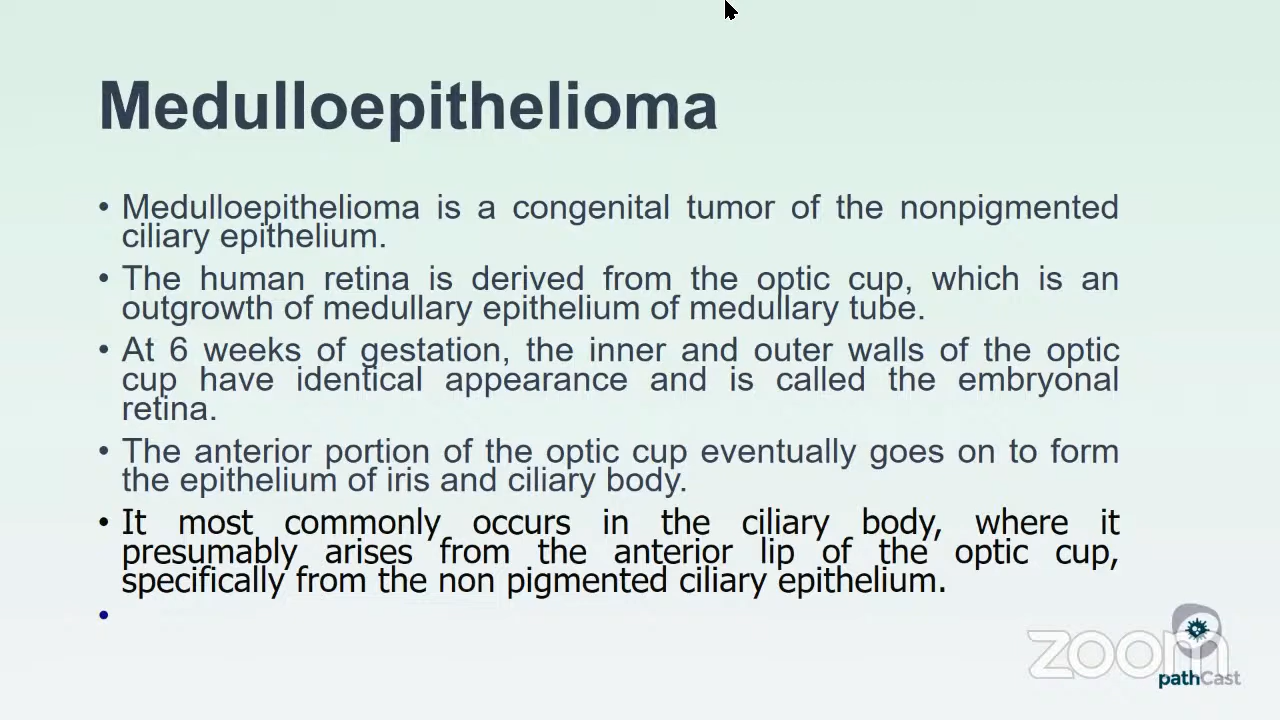 Medulloepithelioma
• Medulloepithelioma is a congenital tumor of the nonpigmented
ciliary epithelium.
• The human retina is derived from the optic cup, which is an
outgrowth of medullary epithelium of medullary tube.
• At 6 weeks of gestation, the inner and outer walls of the optic
cup have identical appearance and is called the embryonal
retina.
• The anterior portion of the optic cup eventually goes on to form
the epithelium of iris and ciliary body.
• It most commonly occurs in the ciliary body, where it
presumably arises from the anterior lip of the optic cup,
specifically from the non pigmented ciliary epithelium.
•
zoom
pathCast